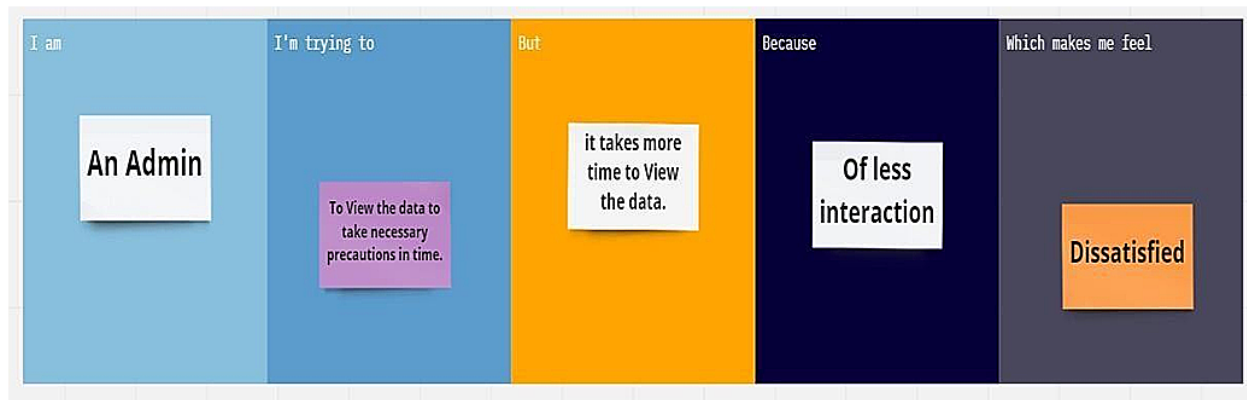 I am
An Admin
I'm trying to
To View the data to
take necessary
precautions in time.
But
it takes more
time to View
the data.
Because
Of less
interaction
Which makes me feel
Dissatisfied